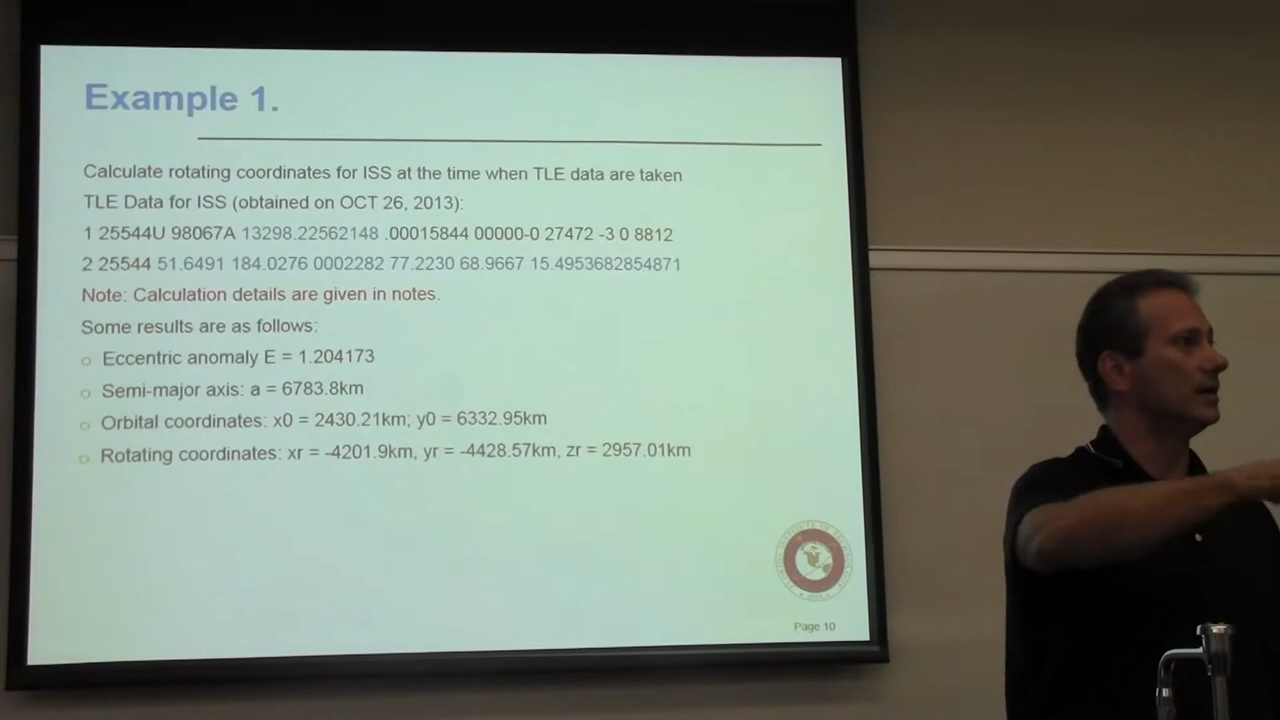 Example 1.
Calculate rotating coordinates for ISS at the time when TLE data are taken
TLE Data for ISS (obtained on OCT 26, 2013):
1 25544U 98067A 13298.22562148 .00015844 00000-0 27472 -3 0 8812
2 25544 51.6491 184.0276 0002282 77.2230 68.9667 15.4953682854871
Note: Calculation details are given in notes.
Some results are as follows:
Eccentric anomaly E = 1.204173
Semi-major axis: a = 6783.8km
Orbital coordinates: x0 = 2430.21km; y0 = 6332.95km
Rotating coordinates: xr = -4201.9km, yr = -4428.57km, zr = 2957.01km
Page 10